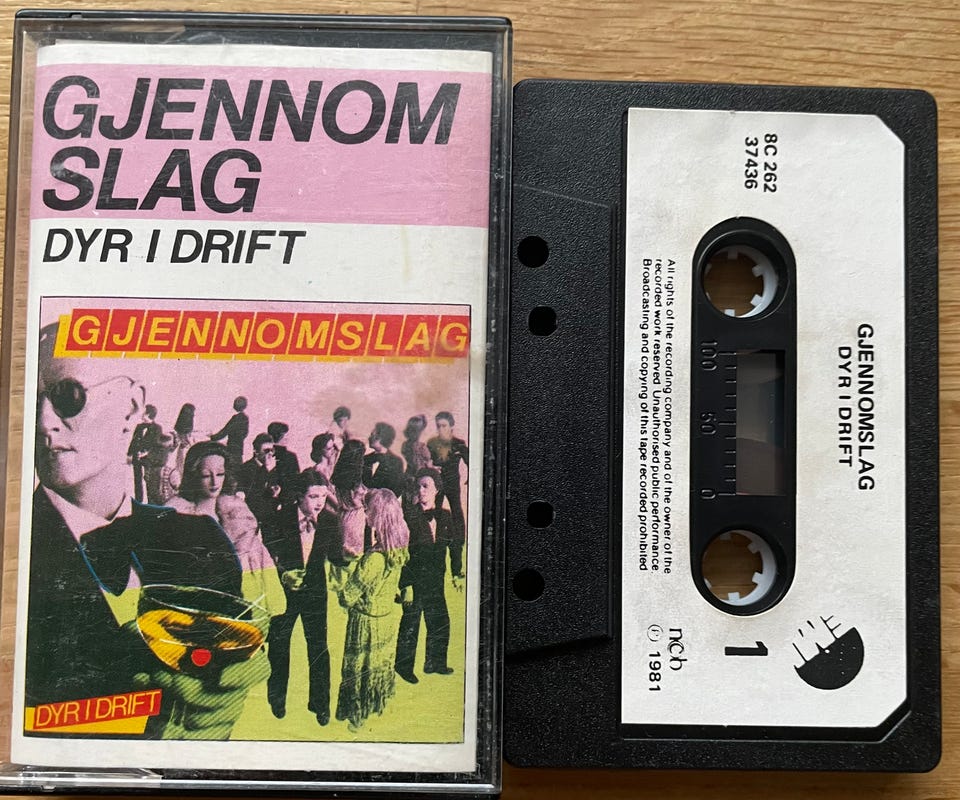 GJENNOM
SLAG
DYR I DRIFT
GJENNOMSLAG
DYR I DRIFT
8C 262
37436
GJENNOMSLAG
DYR I DRIFT
All rights of the recording company and of the owner of the
recorded work reserved. Unauthorised public performance.
Broadcasting and copying of this tape recorded prohibited
100 50 0
ncb
Ⓟ 1981
1